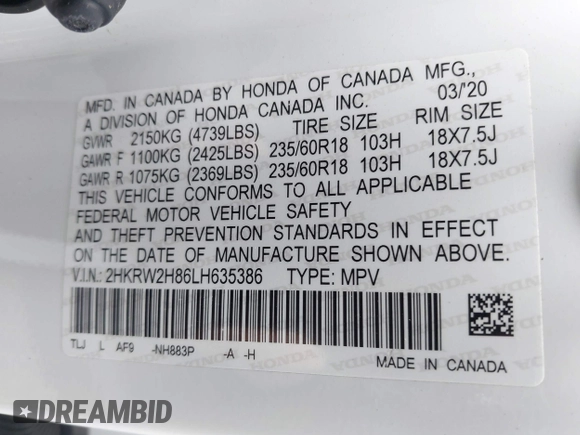 MFD. IN CANADA BY HONDA OF CANADA MFG.,
A DIVISION OF HONDA CANADA INC. 03/'20
GVWR 2150KG (4739LBS) TIRE SIZE RIM SIZE
GAWR F 1100KG (2425LBS) 235/60R18 103H 18X7.5J
GAWR R 1075KG (2369LBS) 235/60R18 103H 18X7.5J
THIS VEHICLE CONFORMS TO ALL APPLICABLE
FEDERAL MOTOR VEHICLE SAFETY
AND THEFT PREVENTION STANDARDS IN EFFECT
ON THE DATE OF MANUFACTURE SHOWN ABOVE.
V.I.N.: 2HKRW2H86LH635386 TYPE: MPV
TLJ L AF9 -NH883P -A -H
MADE IN CANADA
DREAMBID